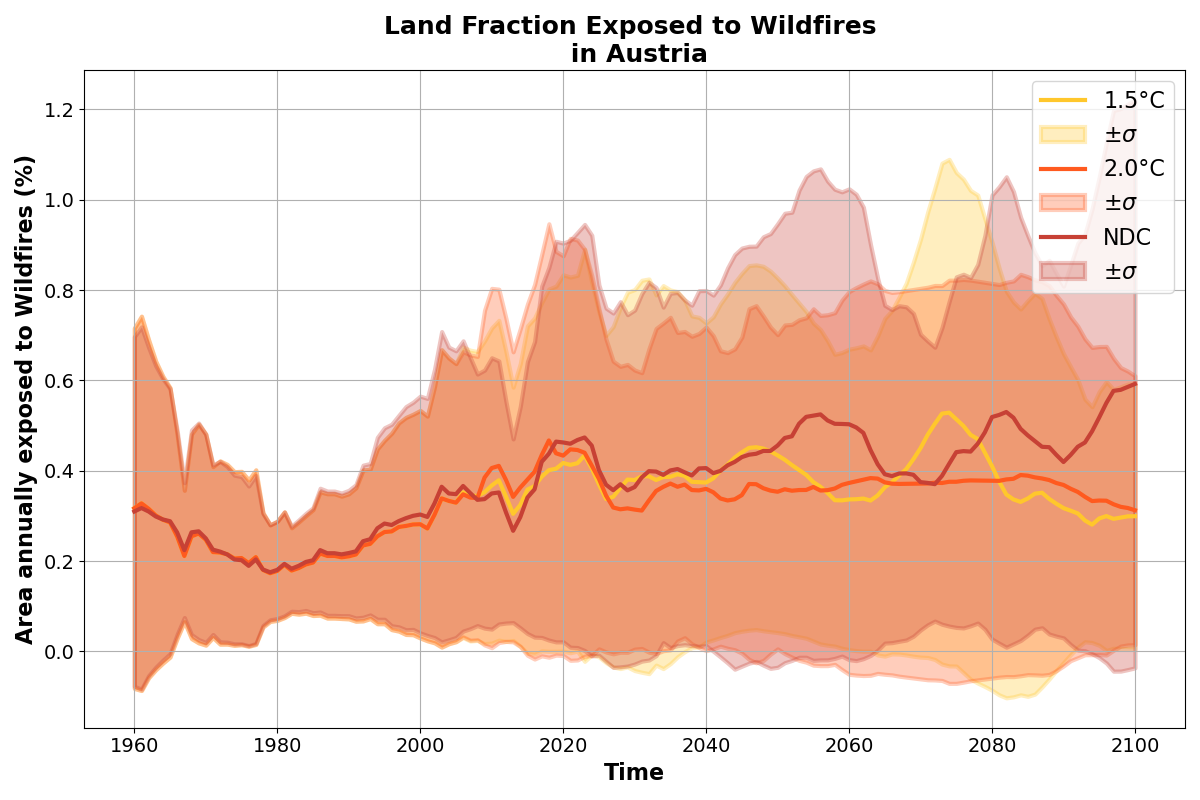 Land Fraction Exposed to Wildfires
in Austria
Area annually exposed to Wildfires (%)
1.2
1.0
0.8
0.6
0.4
0.2
0.0
1.5°C
±σ
2.0°C
±σ
NDC
±σ
1960
1980
2000
2020
2040
2060
2080
2100
Time